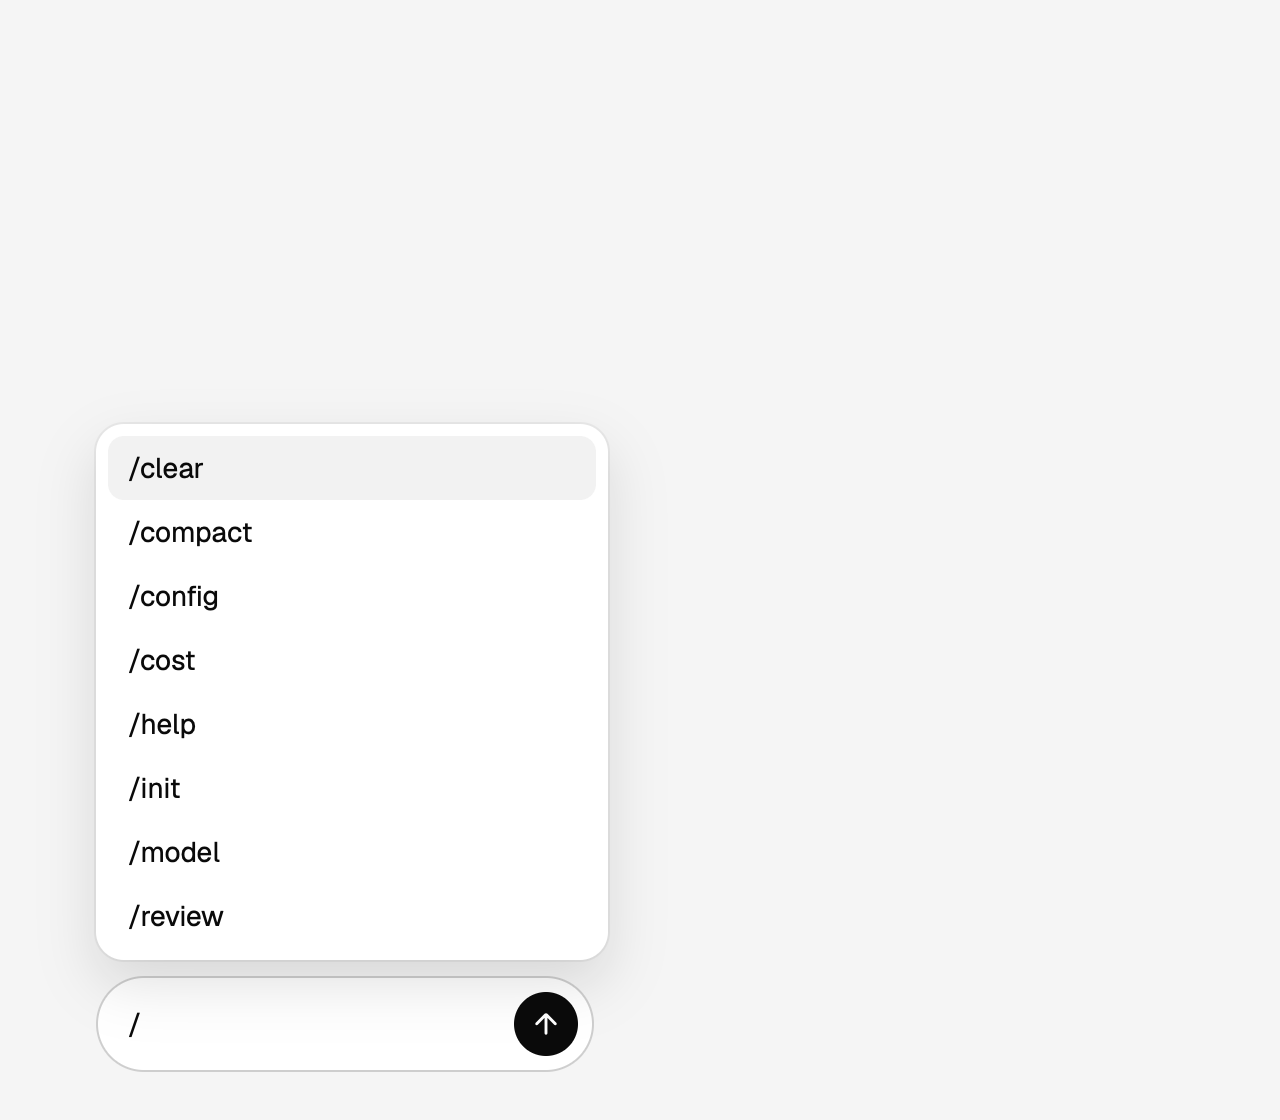 /clear
/compact
/config
/cost
/help
/init
/model
/review
/